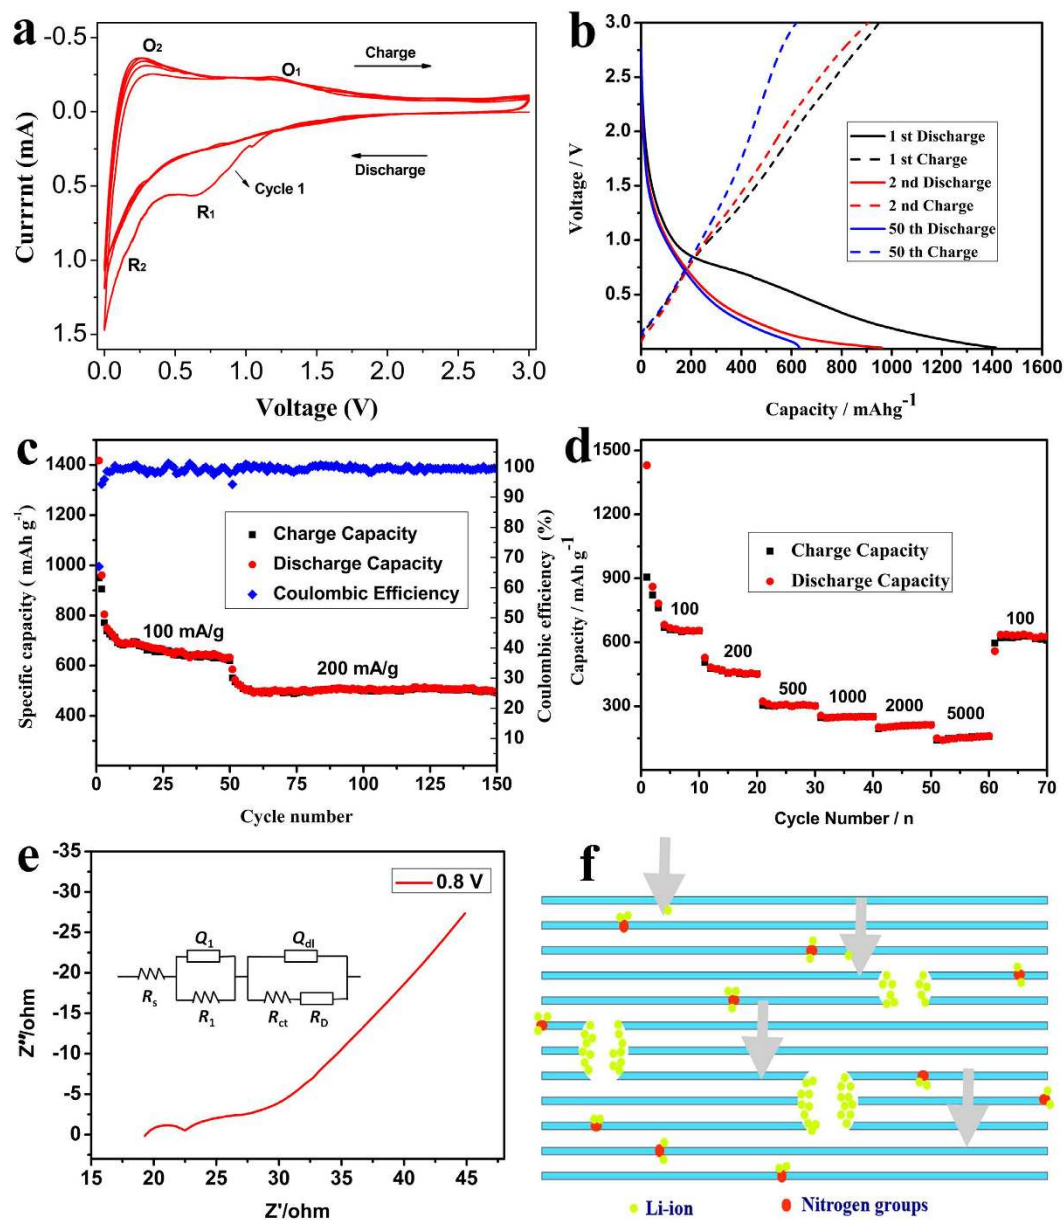 a
-0.5
0.0
0.5
1.0
1.5
Currrnt (mA)
O2
O1
Charge
Discharge
Cycle 1
R1
R2
0.0 0.5 1.0 1.5 2.0 2.5 3.0
Voltage (V)
b
3.0
2.5
2.0
1.5
1.0
0.5
Voltage / V
1 st Discharge
1 st Charge
2 nd Discharge
2 nd Charge
50 th Discharge
50 th Charge
0 200 400 600 800 1000 1200 1400 1600
Capacity / mAhg-1
c
1400
1200
1000
800
600
400
Specific capacity ( mAh g-1)
Charge Capacity
Discharge Capacity
Coulombic Efficiency
100 mA/g
200 mA/g
100
90
80
70
60
50
40
30
20
10
Coulombic efficiency (%)
0 25 50 75 100 125 150
Cycle number
d
1500
1200
900
600
300
0
Capacity / mAh g-1
Charge Capacity
Discharge Capacity
100
200
500
1000
2000
5000
100
0 10 20 30 40 50 60 70
Cycle Number / n
e
-35
-30
-25
-20
-15
-10
-5
0
Z''/ohm
0.8 V
Q1
Qdl
Rs
R1
Rct
RD
15 20 25 30 35 40 45 50
Z'/ohm
f
Li-ion
Nitrogen groups